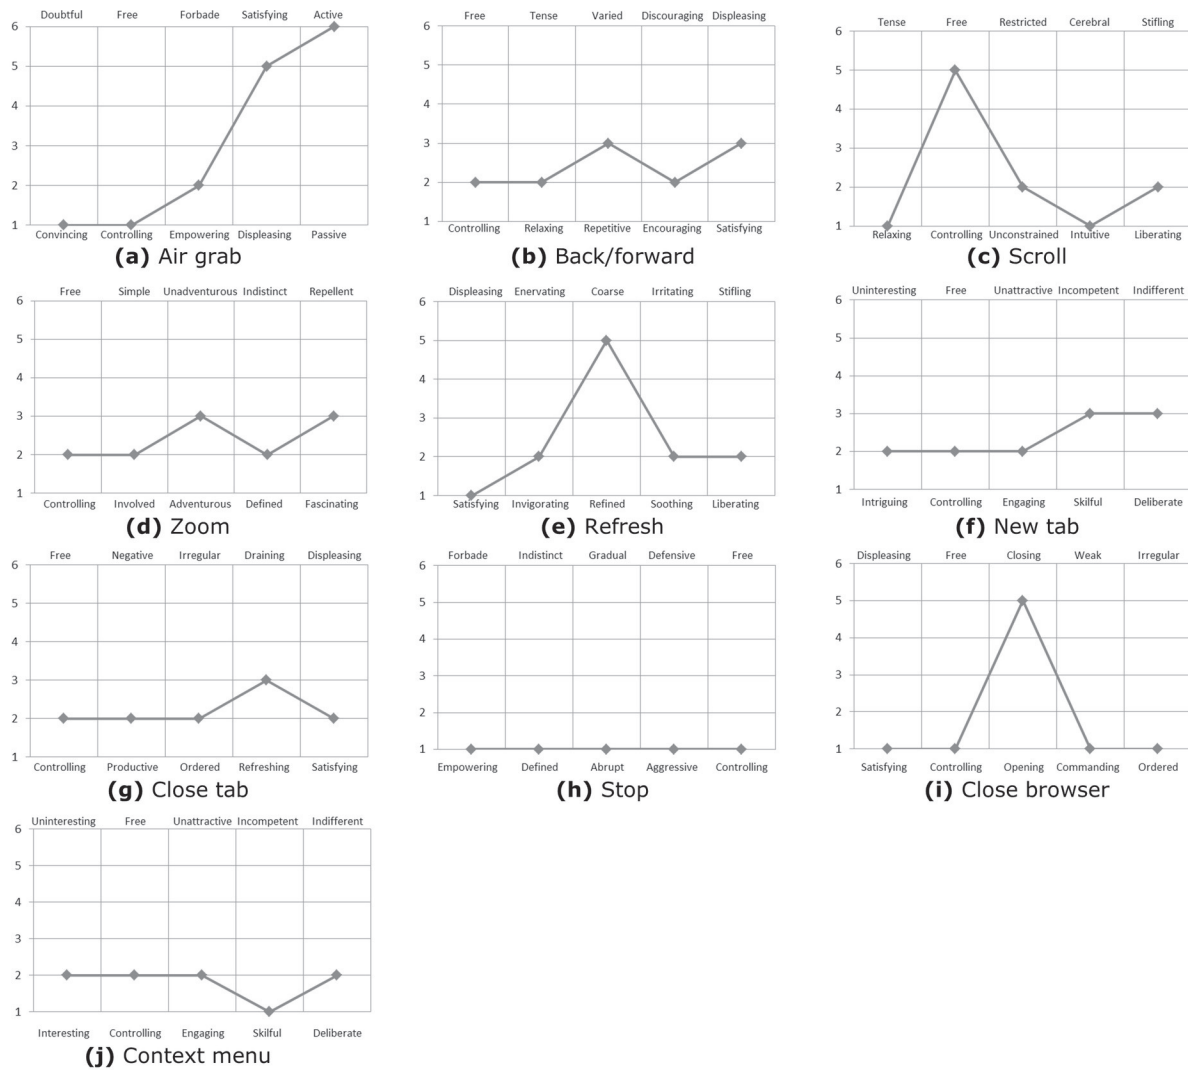 Doubtful Free Forbade Satisfying Active
6
5
4
3
2
1
Convincing Controlling Empowering Displeasing Passive
(a) Air grab
Free Tense Varied Discouraging Displeasing
6
5
4
3
2
1
Controlling Relaxing Repetitive Encouraging Satisfying
(b) Back/forward
Tense Free Restricted Cerebral Stifling
6
5
4
3
2
1
Relaxing Controlling Unconstrained Intuitive Liberating
(c) Scroll
Free Simple Unadventurous Indistinct Repellent
6
5
4
3
2
1
Controlling Involved Adventurous Defined Fascinating
(d) Zoom
Displeasing Enervating Coarse Irritating Stifling
6
5
4
3
2
1
Satisfying Invigorating Refined Soothing Liberating
(e) Refresh
Uninteresting Free Unattractive Incompetent Indifferent
6
5
4
3
2
1
Intriguing Controlling Engaging Skilful Deliberate
(f) New tab
Free Negative Irregular Draining Displeasing
6
5
4
3
2
1
Controlling Productive Ordered Refreshing Satisfying
(g) Close tab
Forbade Indistinct Gradual Defensive Free
6
5
4
3
2
1
Empowering Defined Abrupt Aggressive Controlling
(h) Stop
Displeasing Free Closing Weak Irregular
6
5
4
3
2
1
Satisfying Controlling Opening Commanding Ordered
(i) Close browser
Uninteresting Free Unattractive Incompetent Indifferent
6
5
4
3
2
1
Interesting Controlling Engaging Skilful Deliberate
(j) Context menu